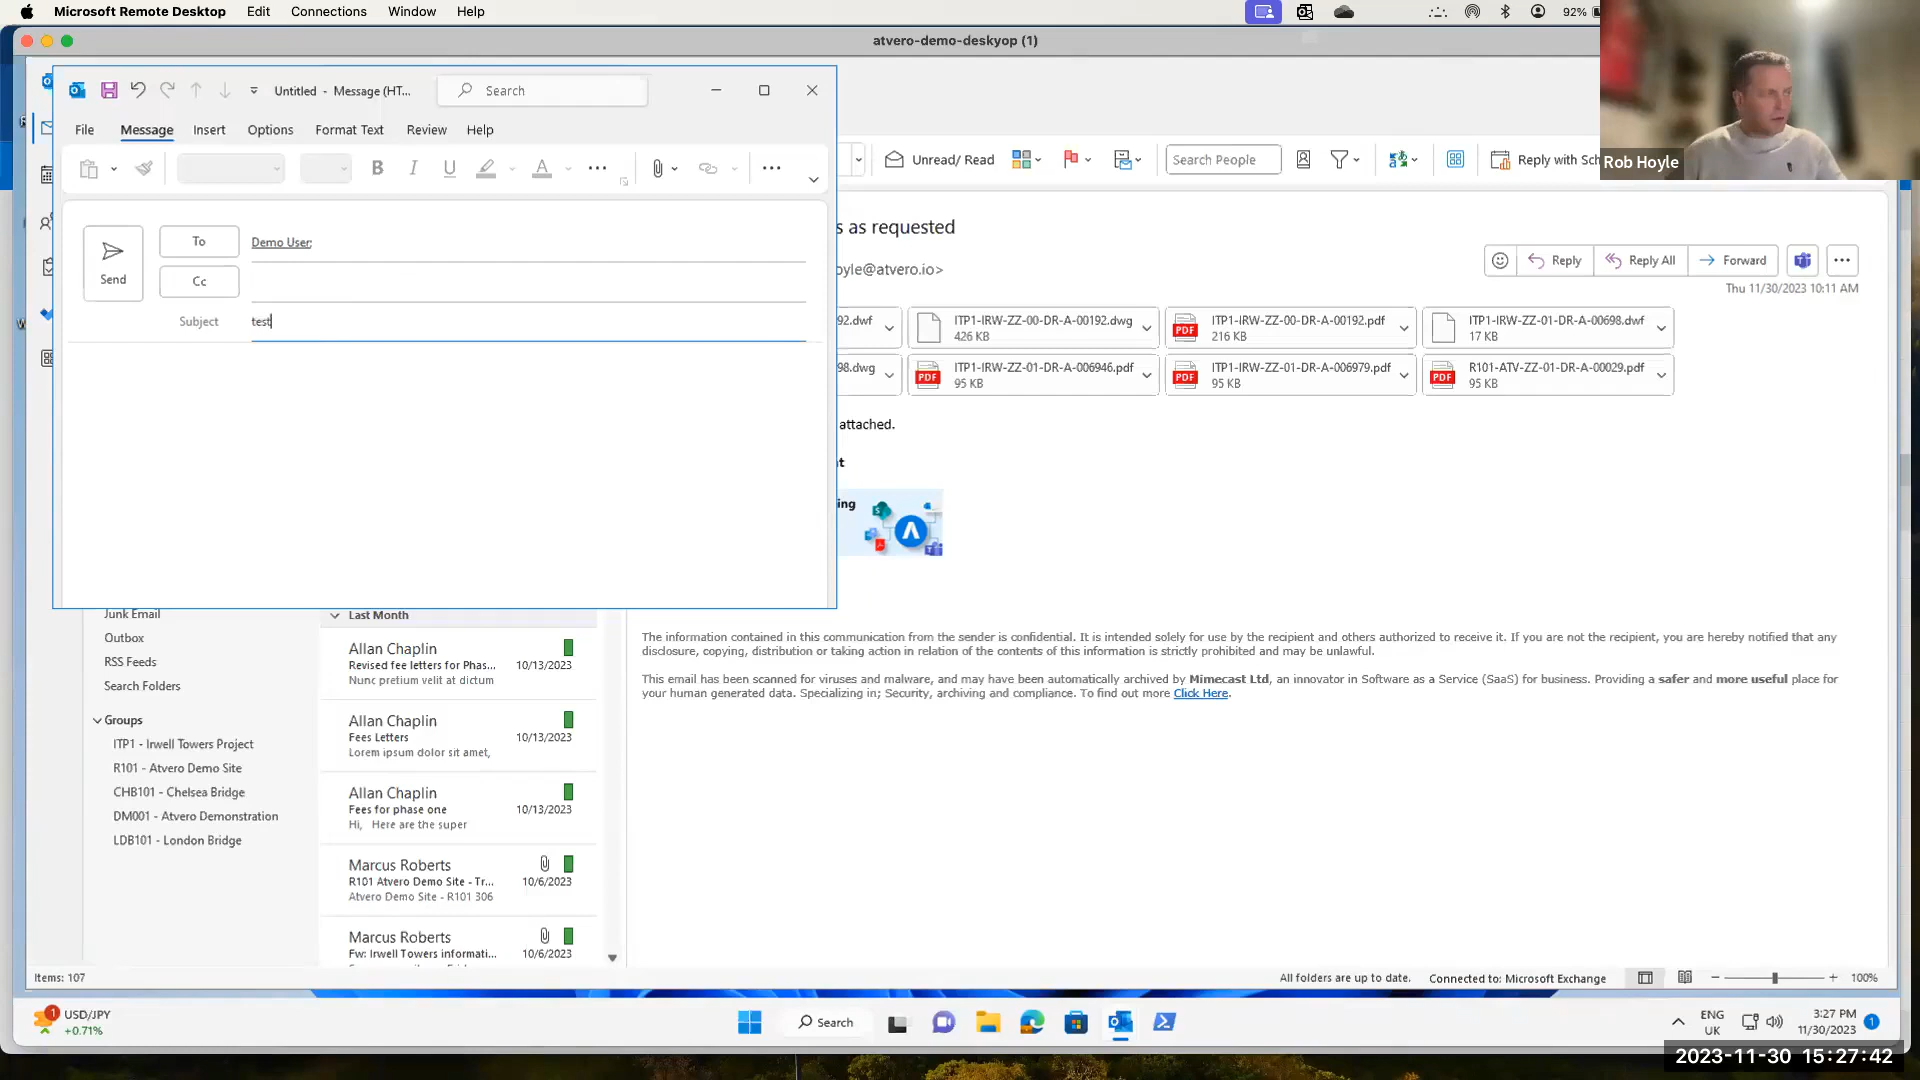 Microsoft Remote Desktop Edit Connections Window Help
92%
atvero-demo-deskyop (1)
Untitled - Message (HT...
Search
File Message Insert Options Format Text Review Help
B I U A
Unread/ Read
Search People
Reply with Sch
Rob Hoyle
Send
To
Demo User;
Cc
Subject
test
s as requested
oyle@atvero.io>
Reply
Reply All
Forward
Thu 11/30/2023 10:11 AM
92.dwf
ITP1-IRW-ZZ-00-DR-A-00192.dwg
426 KB
ITP1-IRW-ZZ-00-DR-A-00192.pdf
216 KB
ITP1-IRW-ZZ-01-DR-A-00698.dwf
17 KB
98.dwg
ITP1-IRW-ZZ-01-DR-A-006946.pdf
95 KB
ITP1-IRW-ZZ-01-DR-A-006979.pdf
95 KB
R101-ATV-ZZ-01-DR-A-00029.pdf
95 KB
PDF
PDF
PDF
PDF
attached.
t
ing
Junk Email
Outbox
RSS Feeds
Search Folders
Groups
ITP1 - Irwell Towers Project
R101 - Atvero Demo Site
CHB101 - Chelsea Bridge
DM001 - Atvero Demonstration
LDB101 - London Bridge
Last Month
Allan Chaplin
Revised fee letters for Phas...
10/13/2023
Nunc pretium velit at dictum
Allan Chaplin
Fees Letters
10/13/2023
Lorem ipsum dolor sit amet,
Allan Chaplin
Fees for phase one
10/13/2023
Hi, Here are the super
Marcus Roberts
R101 Atvero Demo Site - Tr...
10/6/2023
Atvero Demo Site - R101 306
Marcus Roberts
Fw: Irwell Towers informati...
10/6/2023
The information contained in this communication from the sender is confidential. It is intended solely for use by the recipient and others authorized to receive it. If you are not the recipient, you are hereby notified that any
disclosure, copying, distribution or taking action in relation of the contents of this information is strictly prohibited and may be unlawful.
This email has been scanned for viruses and malware, and may have been automatically archived by Mimecast Ltd, an innovator in Software as a Service (SaaS) for business. Providing a safer and more useful place for
your human generated data. Specializing in; Security, archiving and compliance. To find out more Click Here.
Items: 107
All folders are up to date.
Connected to: Microsoft Exchange
100%
1
USD/JPY
+0.71%
Search
ENG
UK
3:27 PM
11/30/2023
1
2023-11-30 15:27:42